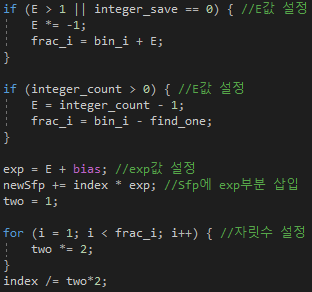 if (E > 1 || integer_save == 0) { //E값 설정
    E *= -1;
    frac_i = bin_i + E;
}

if (integer_count > 0) { //E값 설정
    E = integer_count - 1;
    frac_i = bin_i - find_one;
}

exp = E + bias; //exp값 설정
newSfp += index * exp; //Sfp에 exp부분 삽입
two = 1;

for (i = 1; i < frac_i; i++) { //자릿수 설정
    two *= 2;
}
index /= two*2;